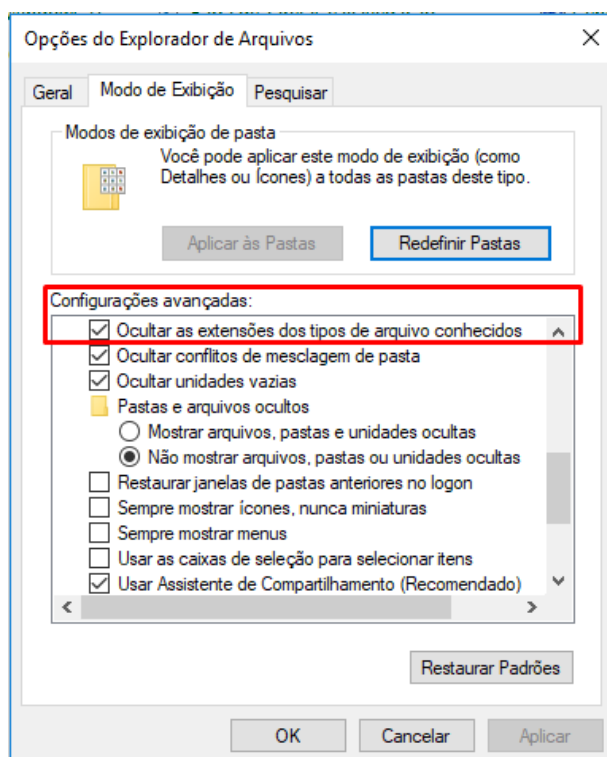 Opções do Explorador de Arquivos
Geral Modo de Exibição Pesquisar
Modos de exibição de pasta
Você pode aplicar este modo de exibição (como
Detalhes ou Ícones) a todas as pastas deste tipo.
Aplicar às Pastas Redefinir Pastas
Configurações avançadas:
Ocultar as extensões dos tipos de arquivo conhecidos
Ocultar conflitos de mesclagem de pasta
Ocultar unidades vazias
Pastas e arquivos ocultos
Mostrar arquivos, pastas e unidades ocultas
Não mostrar arquivos, pastas ou unidades ocultas
Restaurar janelas de pastas anteriores no logon
Sempre mostrar ícones, nunca miniaturas
Sempre mostrar menus
Usar as caixas de seleção para selecionar itens
Usar Assistente de Compartilhamento (Recomendado)
Restaurar Padrões
OK Cancelar Aplicar